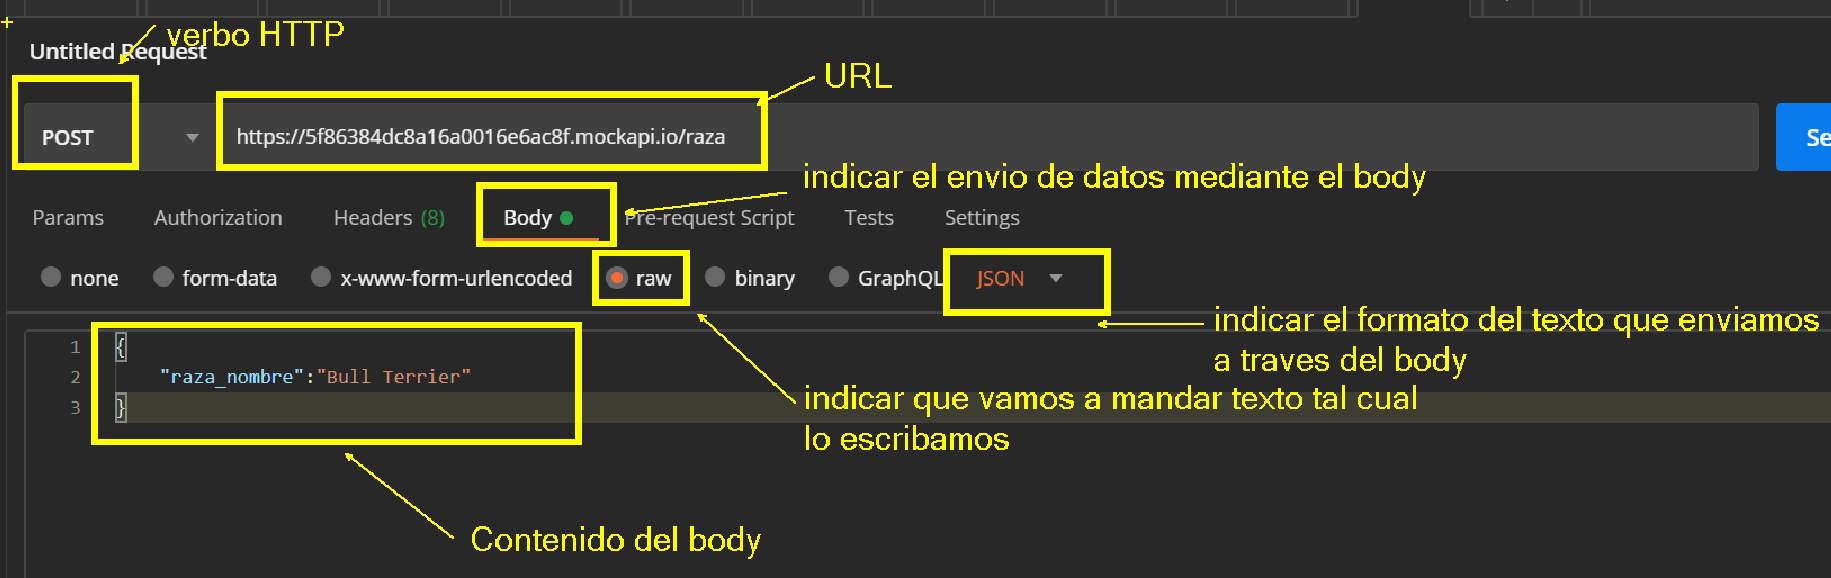 verbo HTTP
Untitled Request
URL
POST
https://5f86384dc8a16a0016e6ac8f.mockapi.io/raza
Se
indicar el envio de datos mediante el body
Params Authorization Headers (8) Body Pre-request Script Tests Settings
none form-data x-www-form-urlencoded raw binary GraphQL JSON
indicar el formato del texto que enviamos
a traves del body
1 {
2 "raza_nombre":"Bull Terrier"
3 }
indicar que vamos a mandar texto tal cual
lo escribamos
Contenido del body